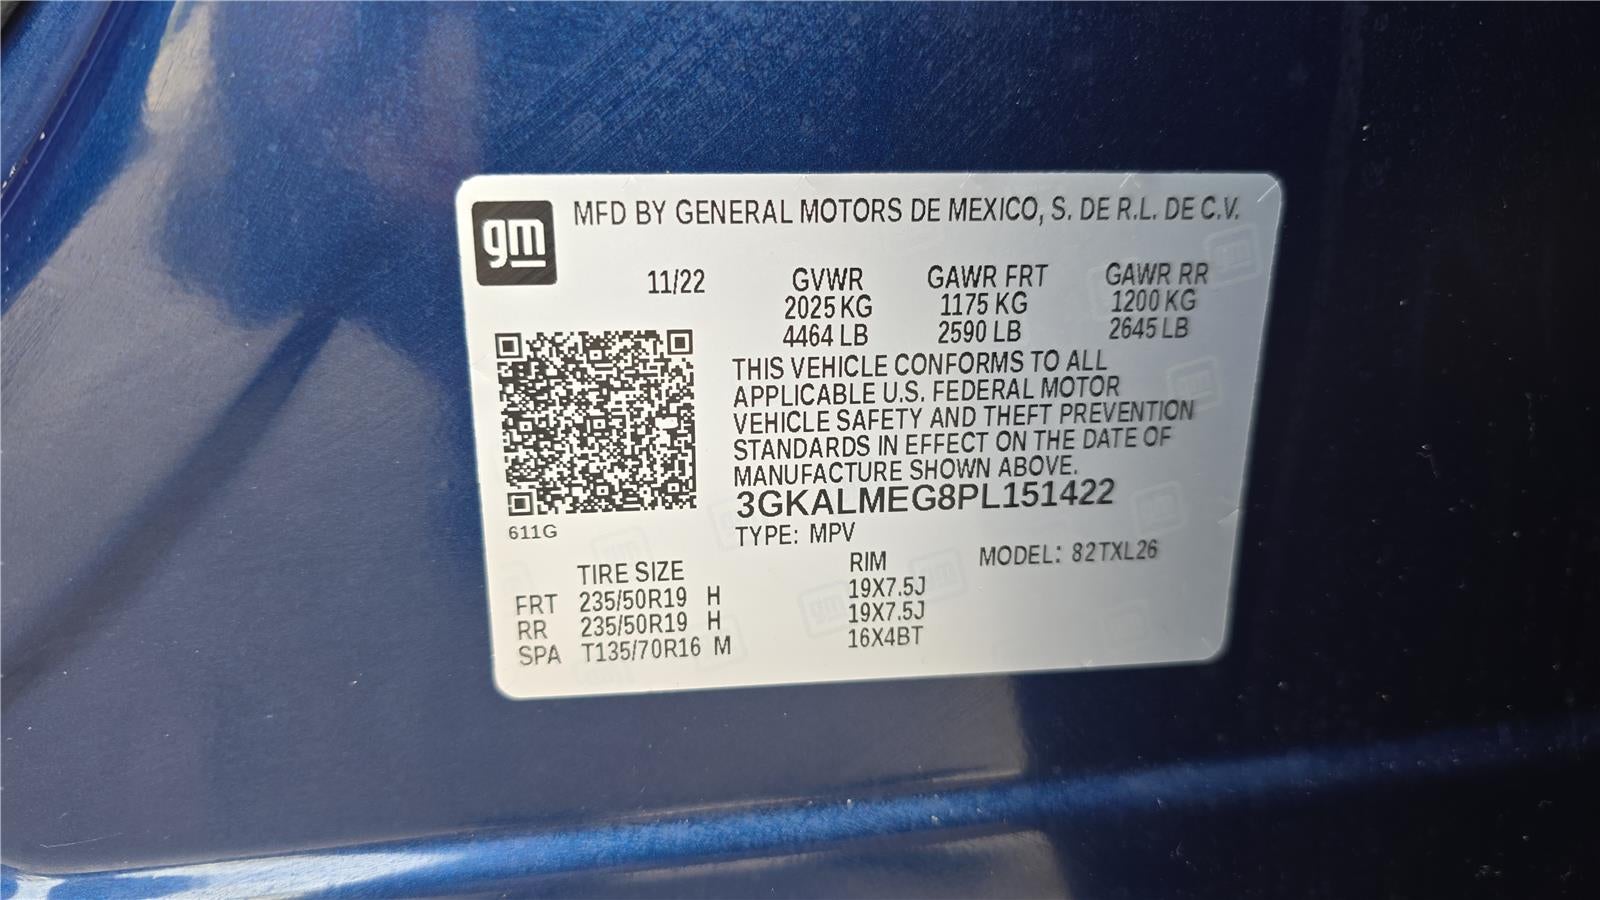 gm
MFD BY GENERAL MOTORS DE MEXICO, S. DE R.L. DE C.V.
11/22 GVWR GAWR FRT GAWR RR
2025 KG 1175 KG 1200 KG
4464 LB 2590 LB 2645 LB
THIS VEHICLE CONFORMS TO ALL
APPLICABLE U.S. FEDERAL MOTOR
VEHICLE SAFETY AND THEFT PREVENTION
STANDARDS IN EFFECT ON THE DATE OF
MANUFACTURE SHOWN ABOVE.
3GKALMEG8PL151422
611G
TYPE: MPV
MODEL: 82TXL26
TIRE SIZE RIM
FRT 235/50R19 H 19X7.5J
RR 235/50R19 H 19X7.5J
SPA T135/70R16 M 16X4BT